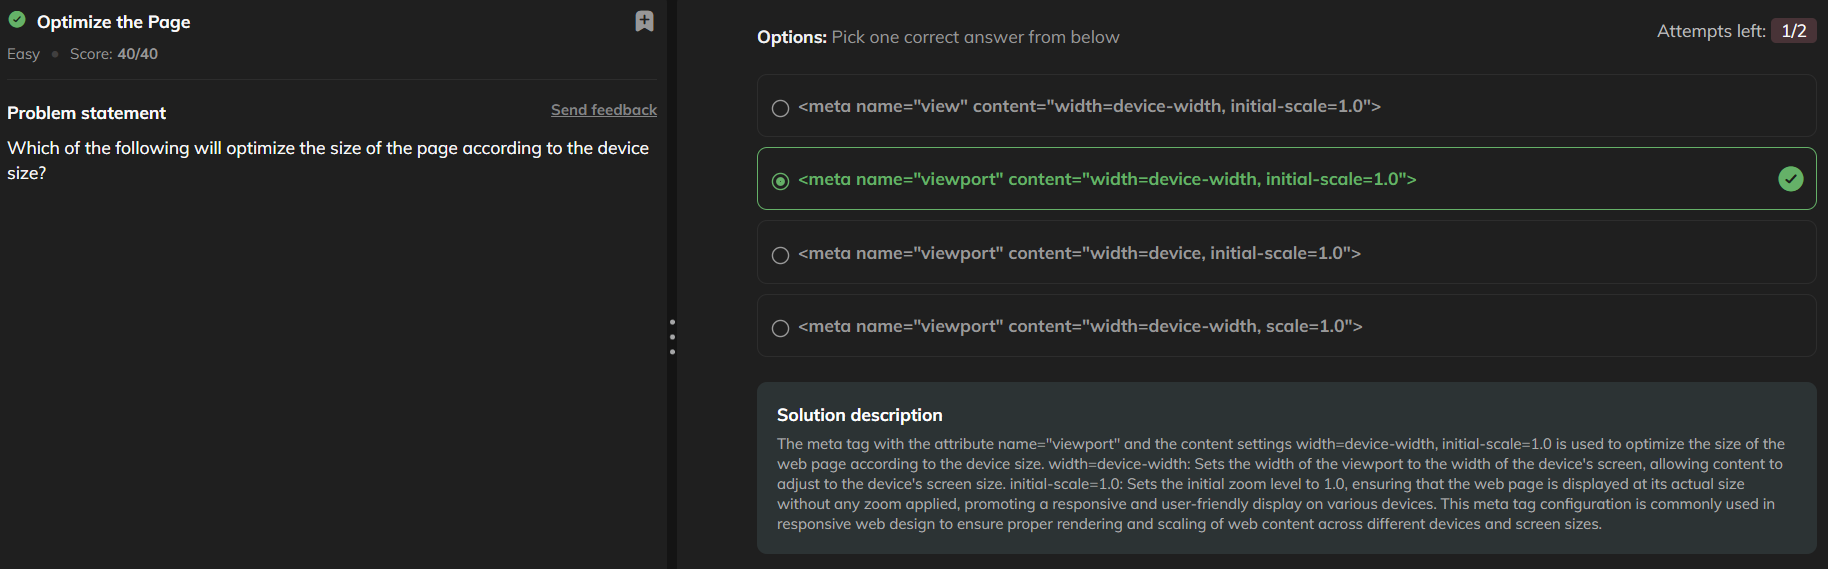 Optimize the Page
Easy • Score: 40/40
Problem statement
Send feedback
Which of the following will optimize the size of the page according to the device
size?
Options: Pick one correct answer from below
Attempts left: 1/2
<meta name="view" content="width=device-width, initial-scale=1.0">
<meta name="viewport" content="width=device-width, initial-scale=1.0">
<meta name="viewport" content="width=device, initial-scale=1.0">
<meta name="viewport" content="width=device-width, scale=1.0">
Solution description
The meta tag with the attribute name="viewport" and the content settings width=device-width, initial-scale=1.0 is used to optimize the size of the
web page according to the device size. width=device-width: Sets the width of the viewport to the width of the device's screen, allowing content to
adjust to the device's screen size. initial-scale=1.0: Sets the initial zoom level to 1.0, ensuring that the web page is displayed at its actual size
without any zoom applied, promoting a responsive and user-friendly display on various devices. This meta tag configuration is commonly used in
responsive web design to ensure proper rendering and scaling of web content across different devices and screen sizes.